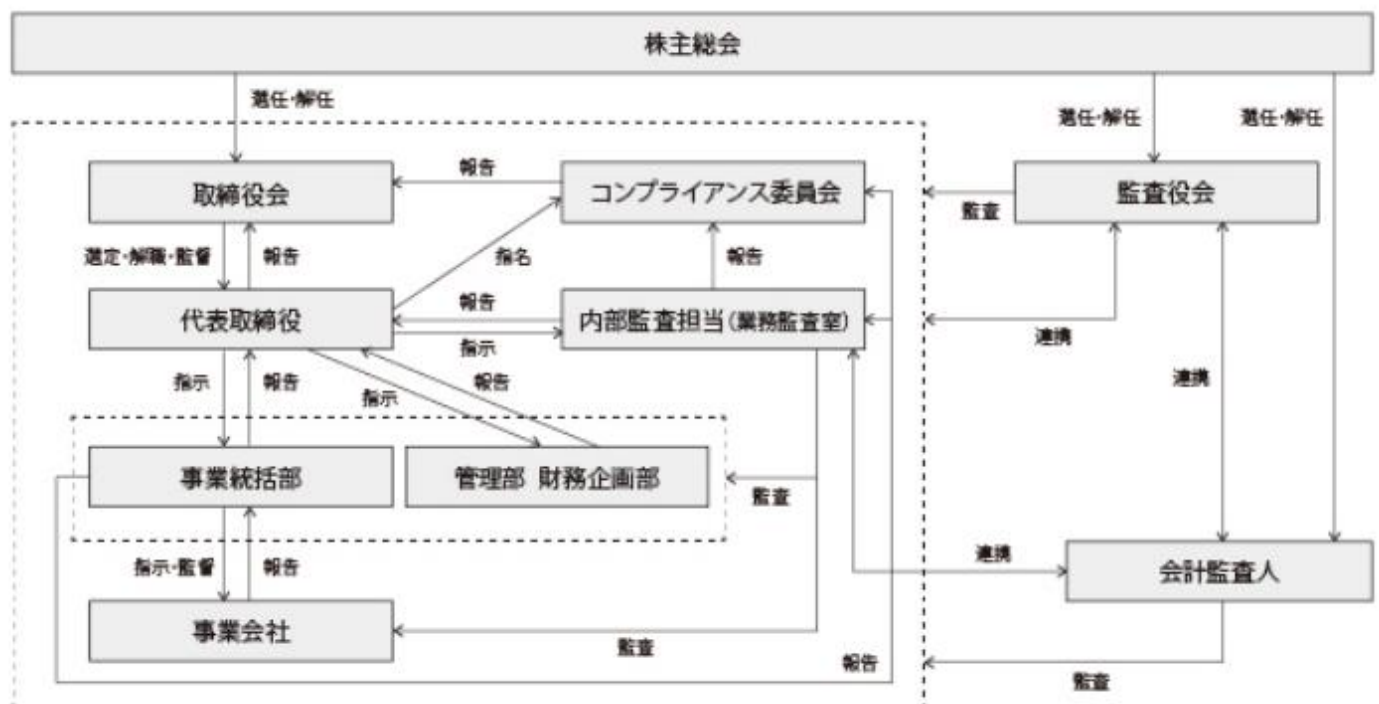 株主総会
選任・解任
選任・解任
選任・解任
取締役会
報告
コンプライアンス委員会
監査
監査役会
選定・解職・監督
報告
指名
報告
代表取締役
報告
指示
内部監査担当（業務監査室）
連携
連携
指示
報告
指示
報告
事業統括部
管理部 財務企画部
監査
指示・監督
報告
連携
会計監査人
事業会社
監査
報告
監査